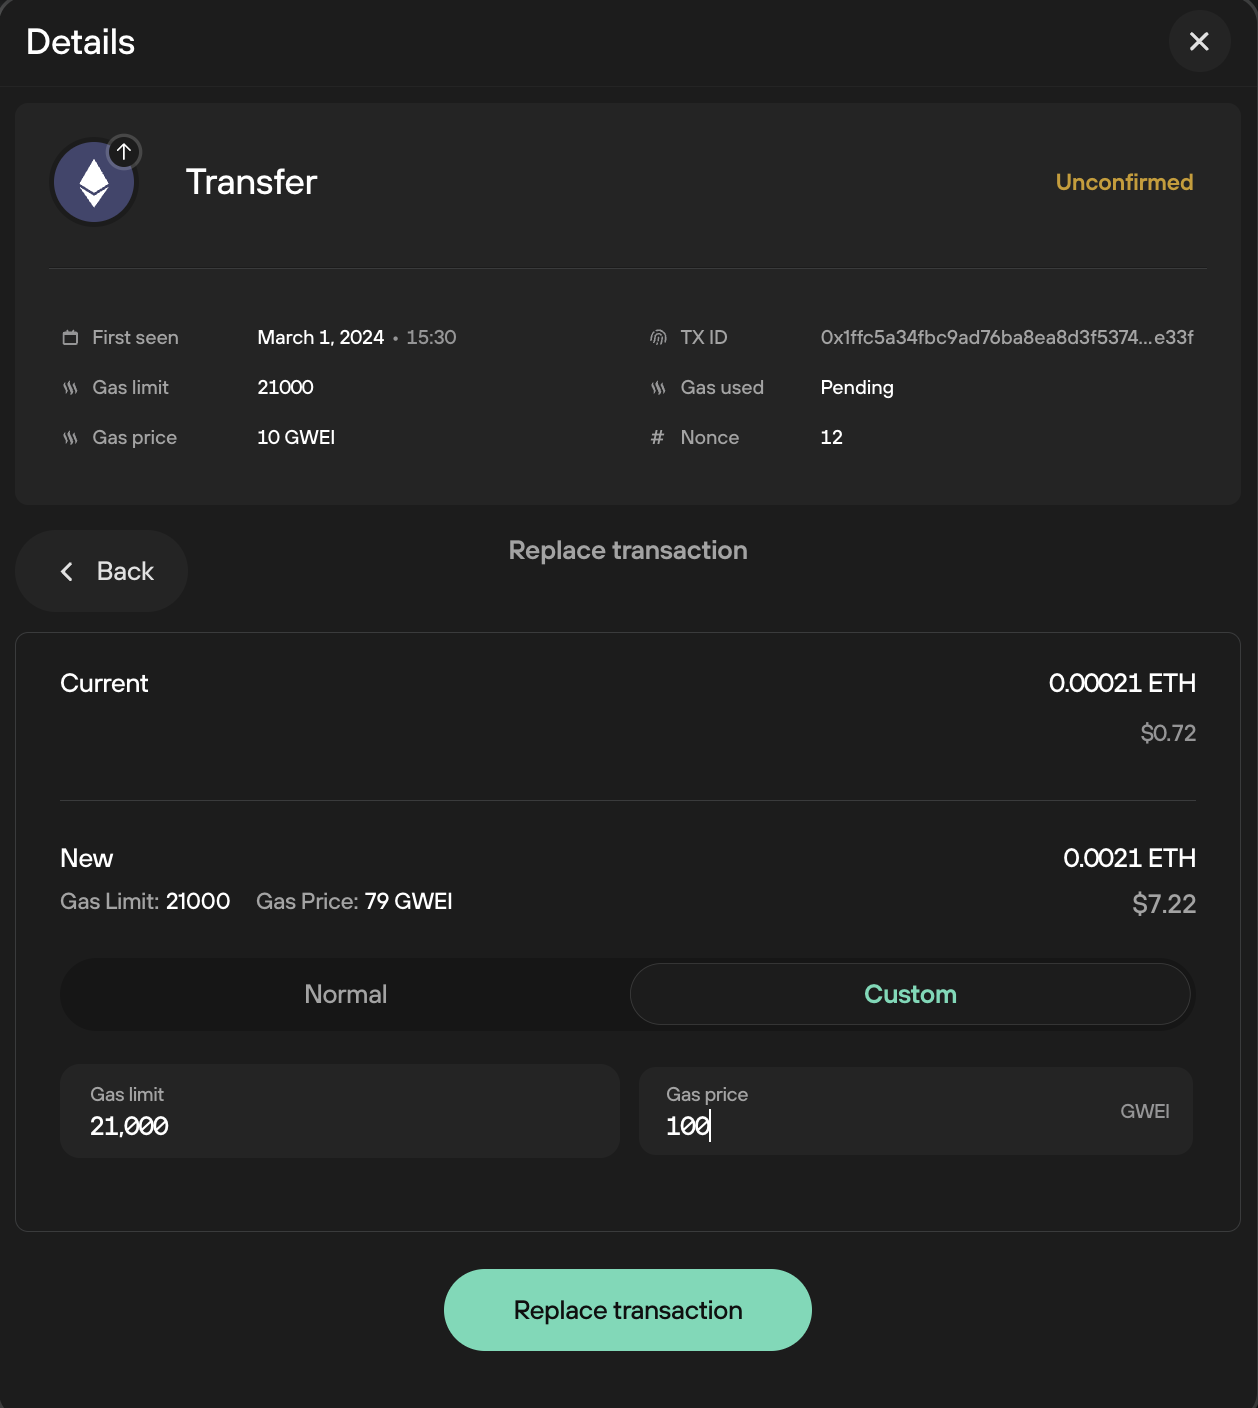 Details
Transfer
Unconfirmed
First seen March 1, 2024 • 15:30 TX ID 0x1ffc5a34fbc9ad76ba8ea8d3f5374...e33f
Gas limit 21000 Gas used Pending
Gas price 10 GWEI # Nonce 12
Replace transaction
Back
Current 0.00021 ETH
$0.72
New 0.0021 ETH
Gas Limit: 21000 Gas Price: 79 GWEI $7.22
Normal Custom
Gas limit Gas price
21,000 100 GWEI
Replace transaction